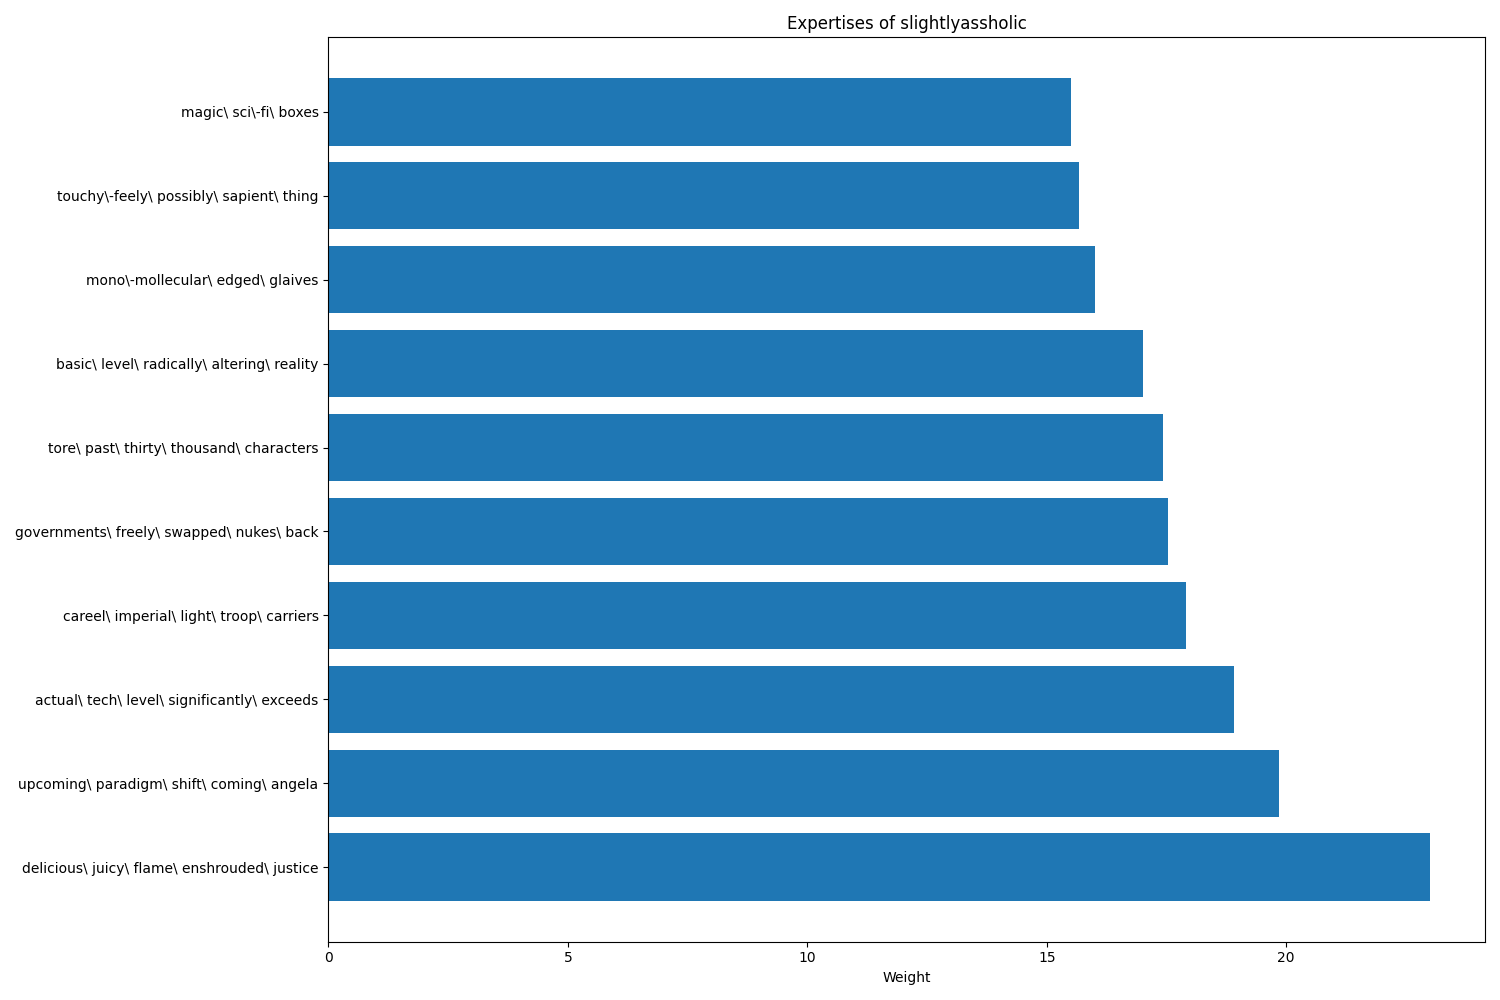 Expertises of slightlyassholic
magic\ sci\-fi\ boxes
touchy\-feely\ possibly\ sapient\ thing
mono\-mollecular\ edged\ glaives
basic\ level\ radically\ altering\ reality
tore\ past\ thirty\ thousand\ characters
governments\ freely\ swapped\ nukes\ back
careel\ imperial\ light\ troop\ carriers
actual\ tech\ level\ significantly\ exceeds
upcoming\ paradigm\ shift\ coming\ angela
delicious\ juicy\ flame\ enshrouded\ justice
0 5 10 15 20
Weight